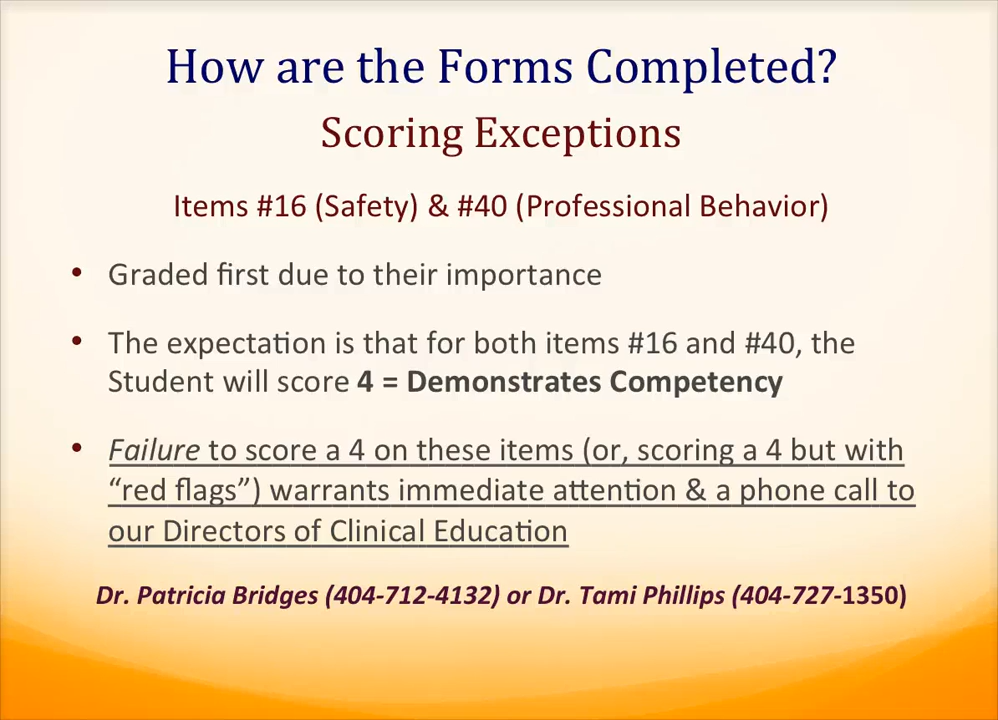 How are the Forms Completed?
Scoring Exceptions
Items #16 (Safety) & #40 (Professional Behavior)
• Graded first due to their importance
• The expectation is that for both items #16 and #40, the
Student will score 4 = Demonstrates Competency
• Failure to score a 4 on these items (or, scoring a 4 but with
“red flags”) warrants immediate attention & a phone call to
our Directors of Clinical Education
Dr. Patricia Bridges (404-712-4132) or Dr. Tami Phillips (404-727-1350)